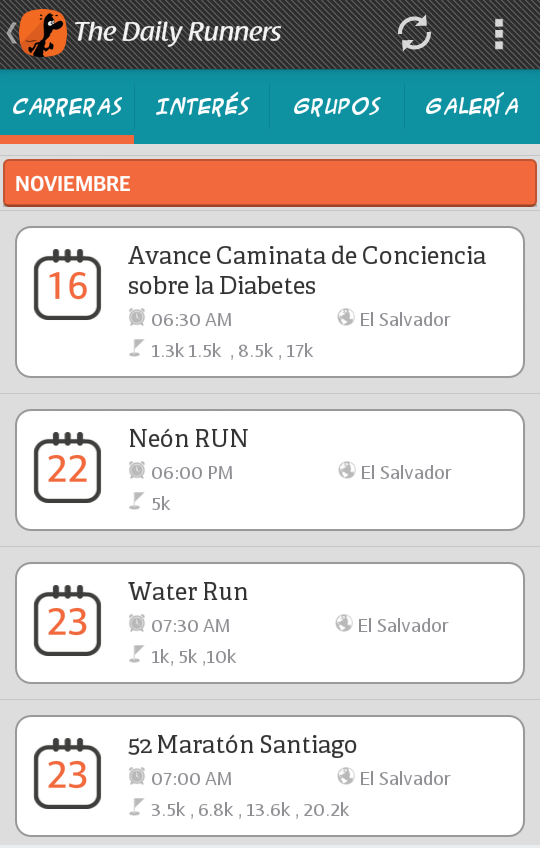 The Daily Runners
CARRERAS INTERÉS GRUPOS GALERÍA
NOVIEMBRE
16
Avance Caminata de Conciencia
sobre la Diabetes
06:30 AM El Salvador
1.3k 1.5k , 8.5k , 17k
22
Neón RUN
06:00 PM El Salvador
5k
23
Water Run
07:30 AM El Salvador
1k, 5k ,10k
23
52 Maratón Santiago
07:00 AM El Salvador
3.5k , 6.8k , 13.6k , 20.2k